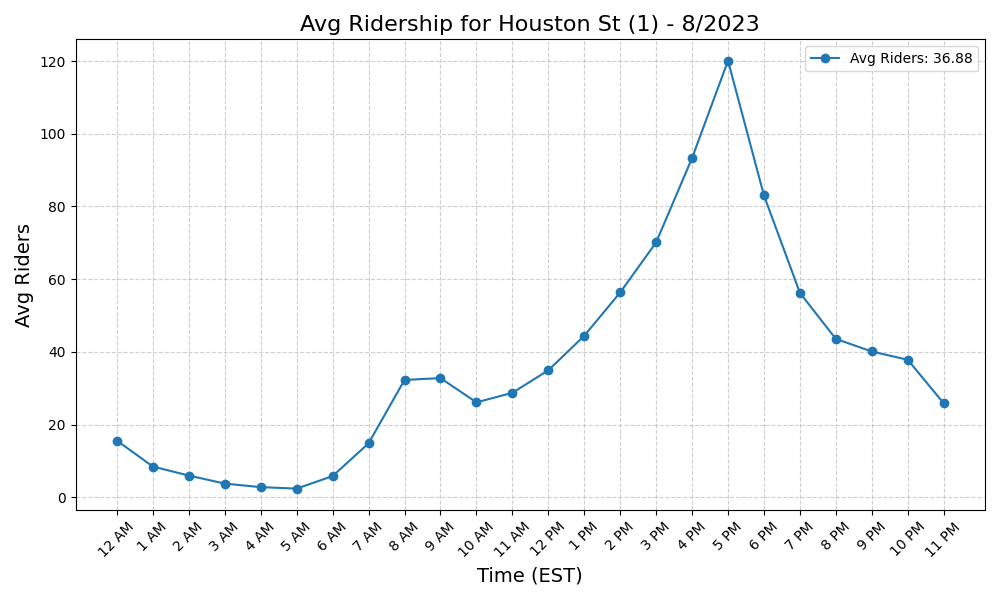 Avg Ridership for Houston St (1) - 8/2023
Avg Riders: 36.88
120
100
80
60
40
20
0
Avg Riders
12 AM
1 AM
2 AM
3 AM
4 AM
5 AM
6 AM
7 AM
8 AM
9 AM
10 AM
11 AM
12 PM
1 PM
2 PM
3 PM
4 PM
5 PM
6 PM
7 PM
8 PM
9 PM
10 PM
11 PM
Time (EST)